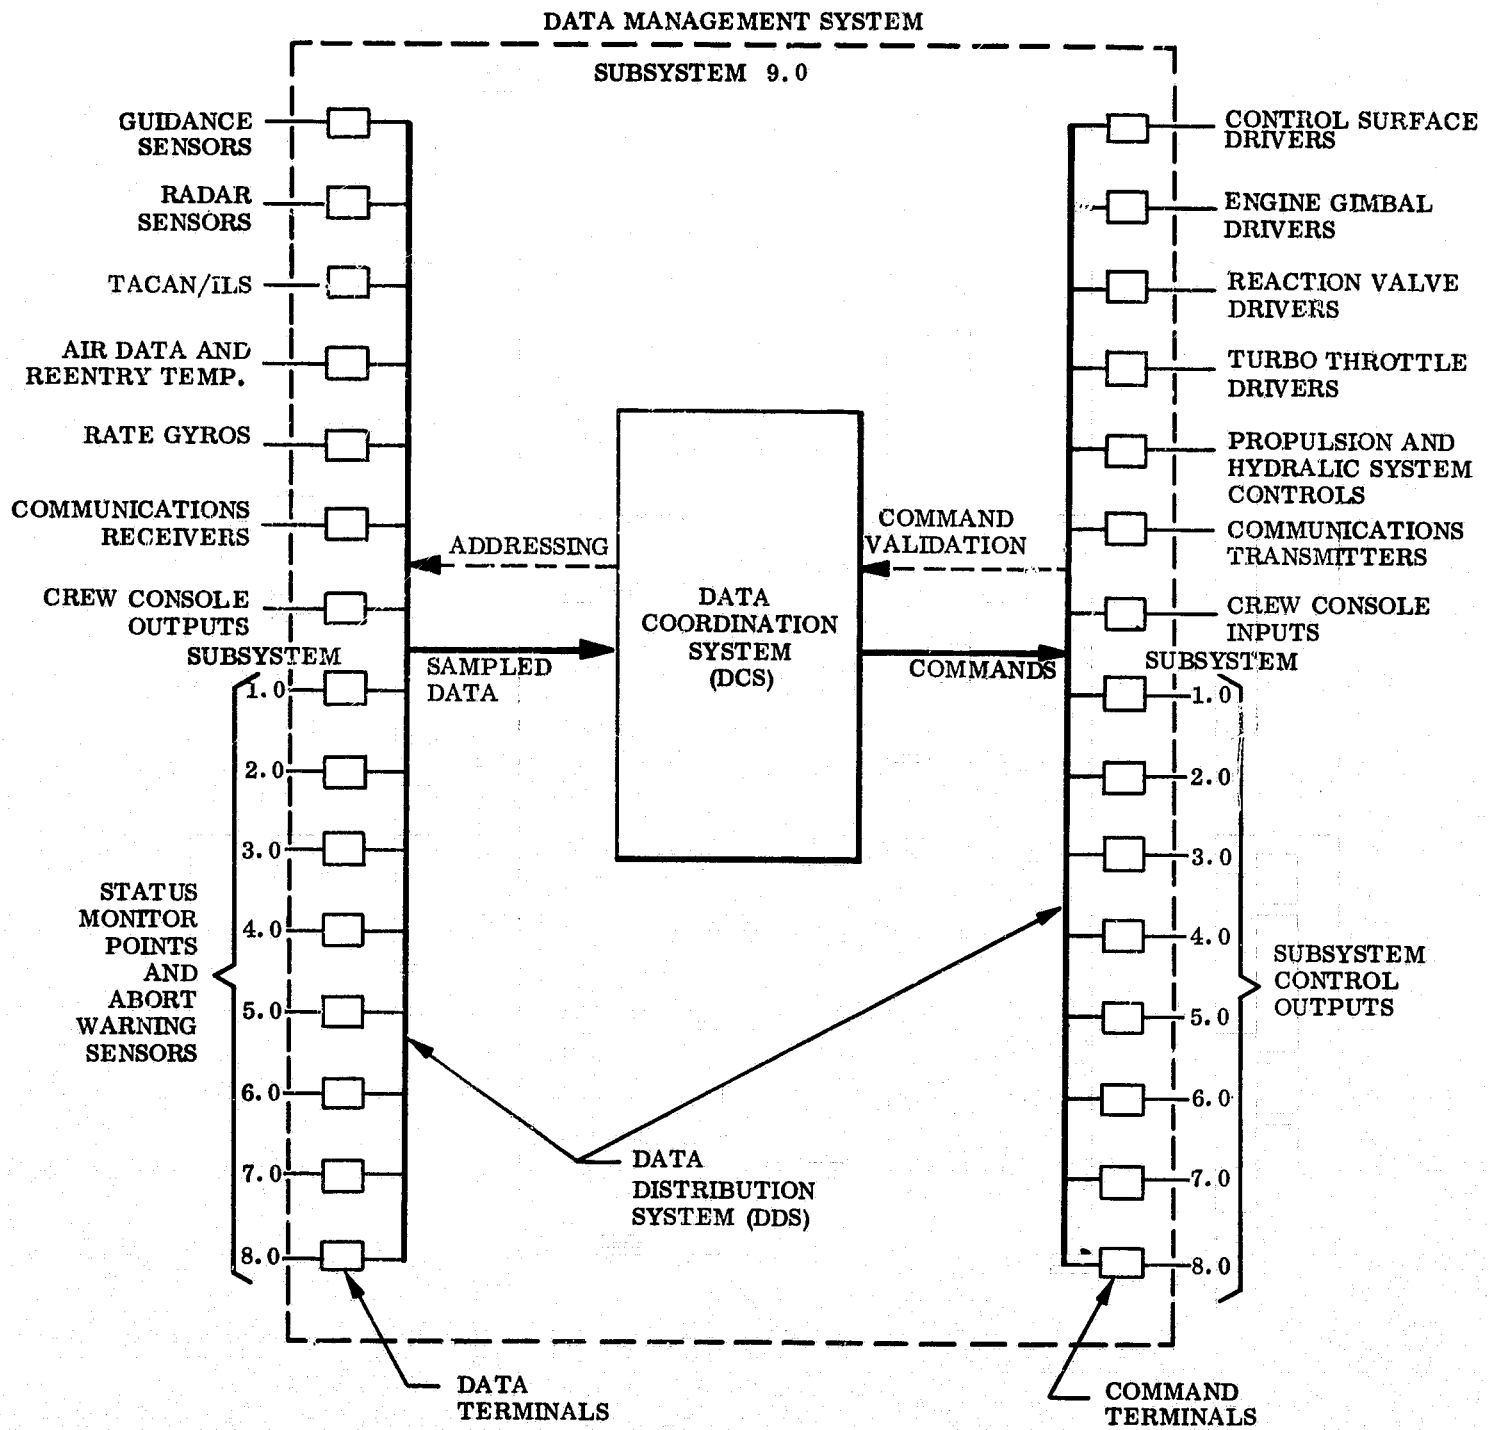 DATA MANAGEMENT SYSTEM
SUBSYSTEM 9.0
GUIDANCE
SENSORS
RADAR
SENSORS
TACAN/ILS
AIR DATA AND
REENTRY TEMP.
RATE GYROS
COMMUNICATIONS
RECEIVERS
CREW CONSOLE
OUTPUTS
SUBSYSTEM
1.0
2.0
3.0
4.0
5.0
6.0
7.0
8.0
STATUS
MONITOR
POINTS
AND
ABORT
WARNING
SENSORS
ADDRESSING
SAMPLED
DATA
DATA
COORDINATION
SYSTEM
(DCS)
COMMAND
VALIDATION
COMMANDS
DATA
DISTRIBUTION
SYSTEM (DDS)
CONTROL SURFACE
DRIVERS
ENGINE GIMBAL
DRIVERS
REACTION VALVE
DRIVERS
TURBO THROTTLE
DRIVERS
PROPULSION AND
HYDRALIC SYSTEM
CONTROLS
COMMUNICATIONS
TRANSMITTERS
CREW CONSOLE
INPUTS
SUBSYSTEM
1.0
2.0
3.0
4.0
5.0
6.0
7.0
8.0
SUBSYSTEM
CONTROL
OUTPUTS
DATA
TERMINALS
COMMAND
TERMINALS